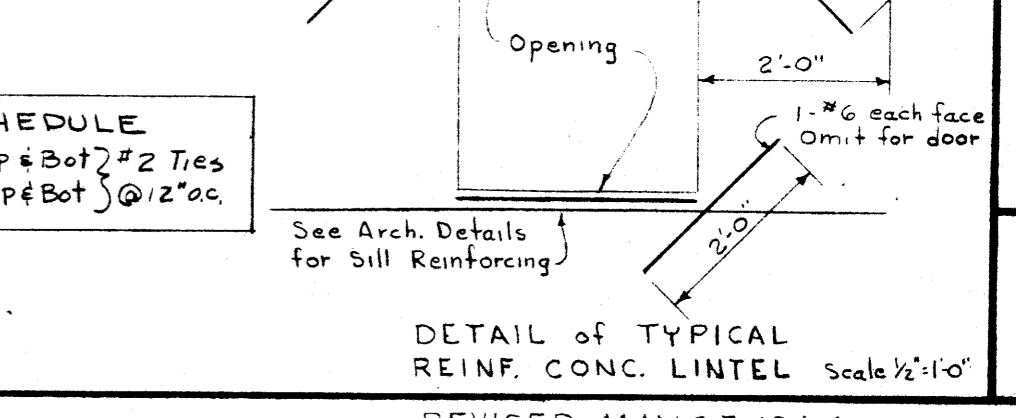 Opening
2'-0"
1-#6 each face
Omit for door
HEDULE
p & Bot } #2 Ties
p & Bot } @ 12" o.c.
See Arch. Details
for Sill Reinforcing
2'-0"
DETAIL of TYPICAL
REINF. CONC. LINTEL Scale 1/2"=1'-0"
REVISED